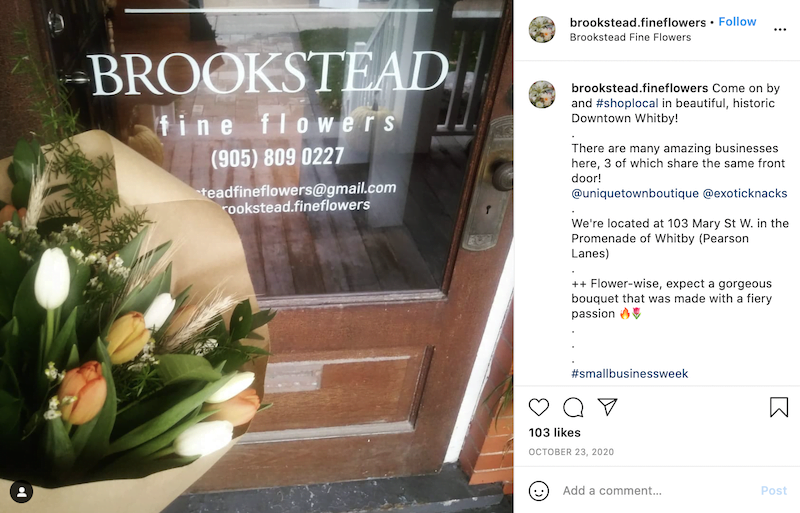 BROOKSTEAD
fine flowers
(905) 809 0227
steadfineflowers@gmail.com
rookstead.fineflowers
brookstead.fineflowers • Follow
Brookstead Fine Flowers
brookstead.fineflowers Come on by
and #shoplocal in beautiful, historic
Downtown Whitby!
.
There are many amazing businesses
here, 3 of which share the same front
door!
@uniquetownboutique @exoticknacks
.
We're located at 103 Mary St W. in the
Promenade of Whitby (Pearson
Lanes)
.
++ Flower-wise, expect a gorgeous
bouquet that was made with a fiery
passion 🔥🌷
.
.
.
#smallbusinessweek
103 likes
OCTOBER 23, 2020
Add a comment...
Post